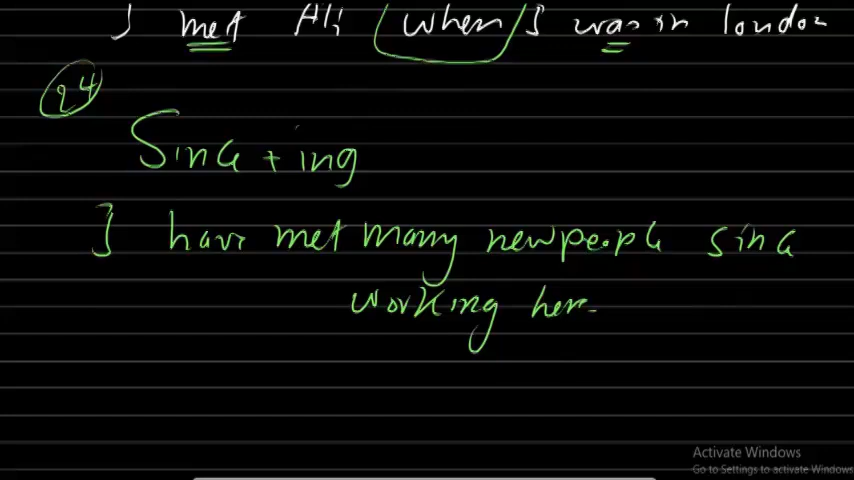 I met Ali when I was in london
24
Since + ing
I have met many new people since
working here.
Activate Windows
Go to Settings to activate Windows